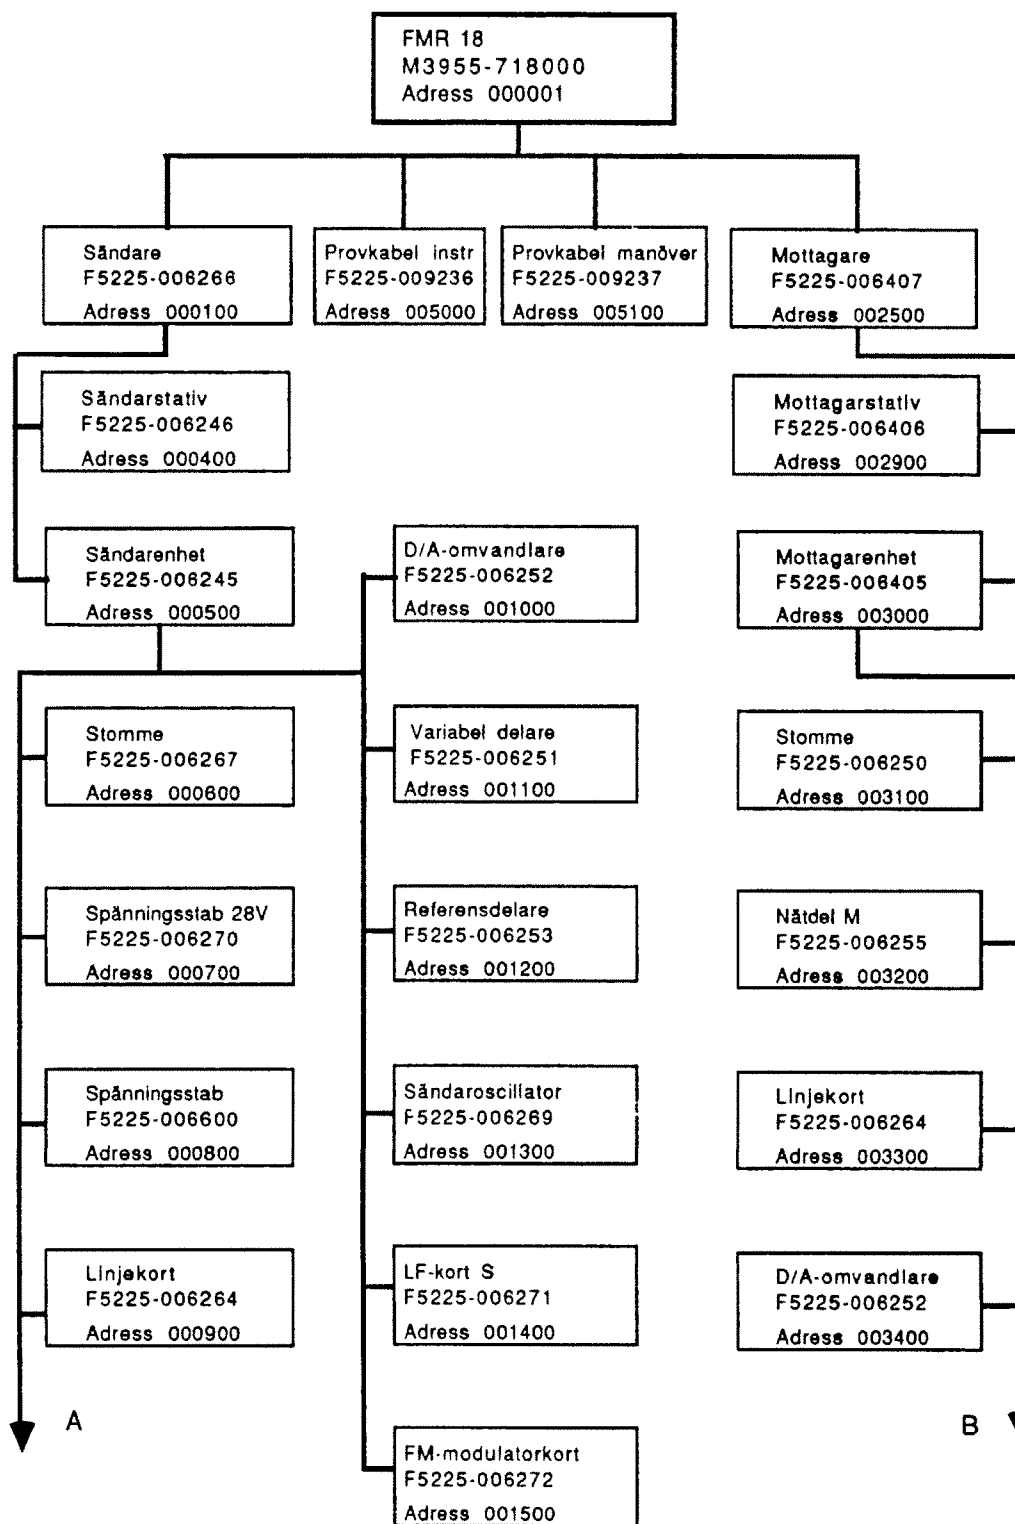 FMR 18
M3955-718000
Adress 000001
Sändare
F5225-006266
Adress 000100
Provkabel instr
F5225-009236
Adress 005000
Provkabel manöver
F5225-009237
Adress 005100
Mottagare
F5225-006407
Adress 002500
Sändarstativ
F5225-006246
Adress 000400
Mottagarstativ
F5225-006406
Adress 002900
Sändarenhet
F5225-006245
Adress 000500
D/A-omvandlare
F5225-006252
Adress 001000
Mottagarenhet
F5225-006405
Adress 003000
Stomme
F5225-006267
Adress 000600
Variabel delare
F5225-006251
Adress 001100
Stomme
F5225-006250
Adress 003100
Spänningsstab 28V
F5225-006270
Adress 000700
Referensdelare
F5225-006253
Adress 001200
Nätdel M
F5225-006255
Adress 003200
Spänningsstab
F5225-006600
Adress 000800
Sändaroscillator
F5225-006269
Adress 001300
Linjekort
F5225-006264
Adress 003300
Linjekort
F5225-006264
Adress 000900
LF-kort S
F5225-006271
Adress 001400
D/A-omvandlare
F5225-006252
Adress 003400
A
B
FM-modulatorkort
F5225-006272
Adress 001500